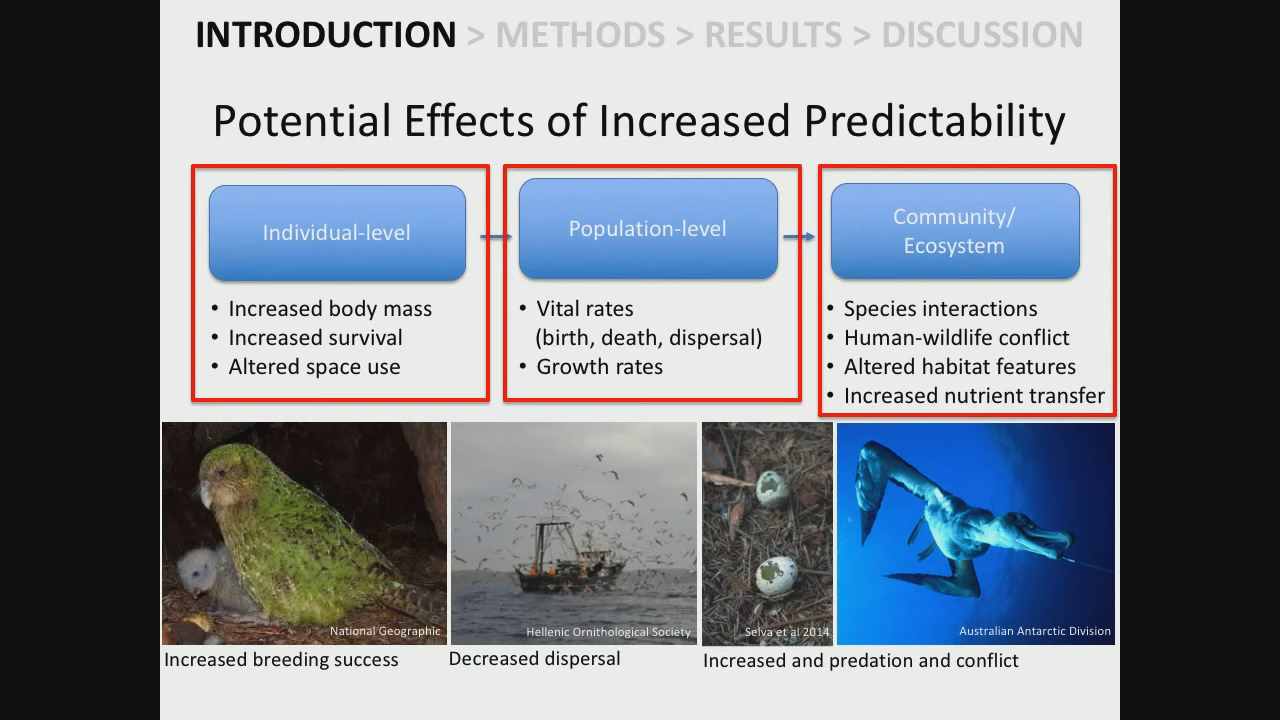 INTRODUCTION > METHODS > RESULTS > DISCUSSION
Potential Effects of Increased Predictability
Individual-level
• Increased body mass
• Increased survival
• Altered space use
Population-level
• Vital rates
(birth, death, dispersal)
• Growth rates
Community/
Ecosystem
• Species interactions
• Human-wildlife conflict
• Altered habitat features
• Increased nutrient transfer
National Geographic
Increased breeding success
Hellenic Ornithological Society
Decreased dispersal
Selva et al 2014
Australian Antarctic Division
Increased and predation and conflict